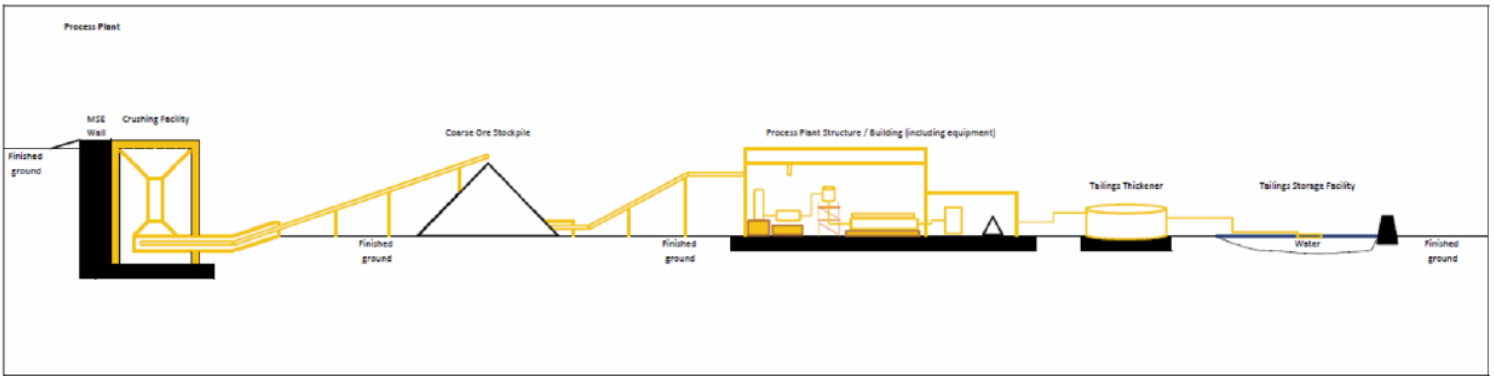 Process Plant
MSE
Wall
Crushing Facility
Coarse Ore Stockpile
Process Plant Structure / Building (including equipment)
Finished
ground
Tailings Thickener
Tailings Storage Facility
Finished
ground
Finished
ground
Water
Finished
ground